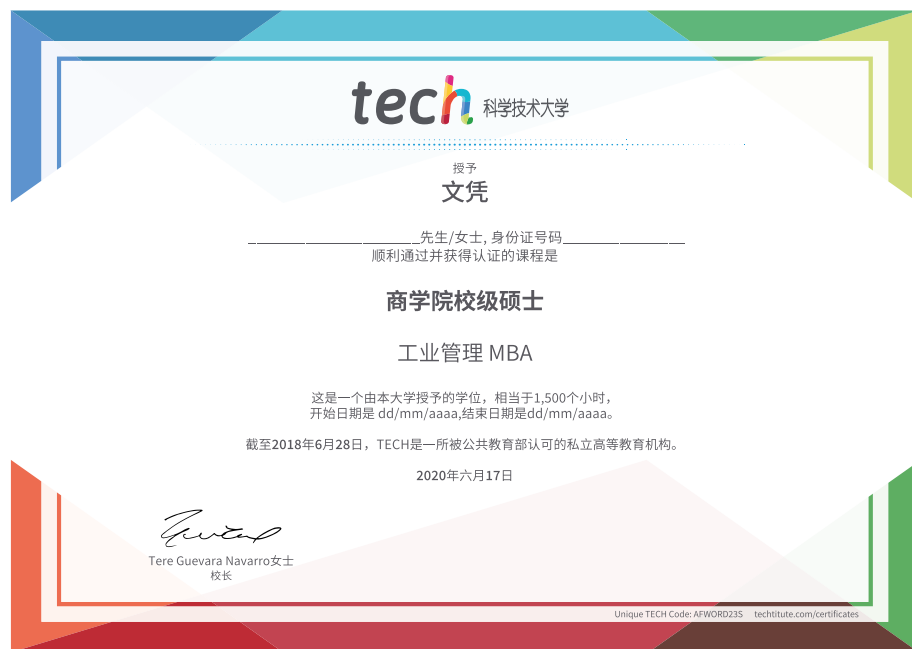 tech 科学技术大学
授予
文凭
________________________先生/女士, 身份证号码_________________
顺利通过并获得认证的课程是
商学院校级硕士
工业管理 MBA
这是一个由本大学授予的学位，相当于1,500个小时，
开始日期是 dd/mm/aaaa,结束日期是dd/mm/aaaa。
截至2018年6月28日，TECH是一所被公共教育部认可的私立高等教育机构。
2020年六月17日
Tere Guevara Navarro女士
校长
Unique TECH Code: AFWORD23S techtitute.com/certificates